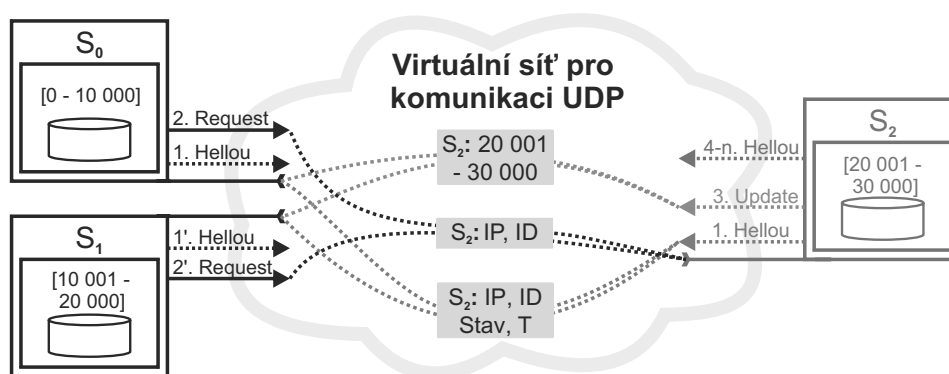 S0
[0 - 10 000]
2. Request
1. Hellou
S1
1'. Hellou
2'. Request
[10 001 -
20 000]
Virtuální síť pro
komunikaci UDP
S2: 20 001
- 30 000
S2: IP, ID
S2: IP, ID
Stav, T
4-n. Hellou
3. Update
1. Hellou
S2
[20 001 -
30 000]